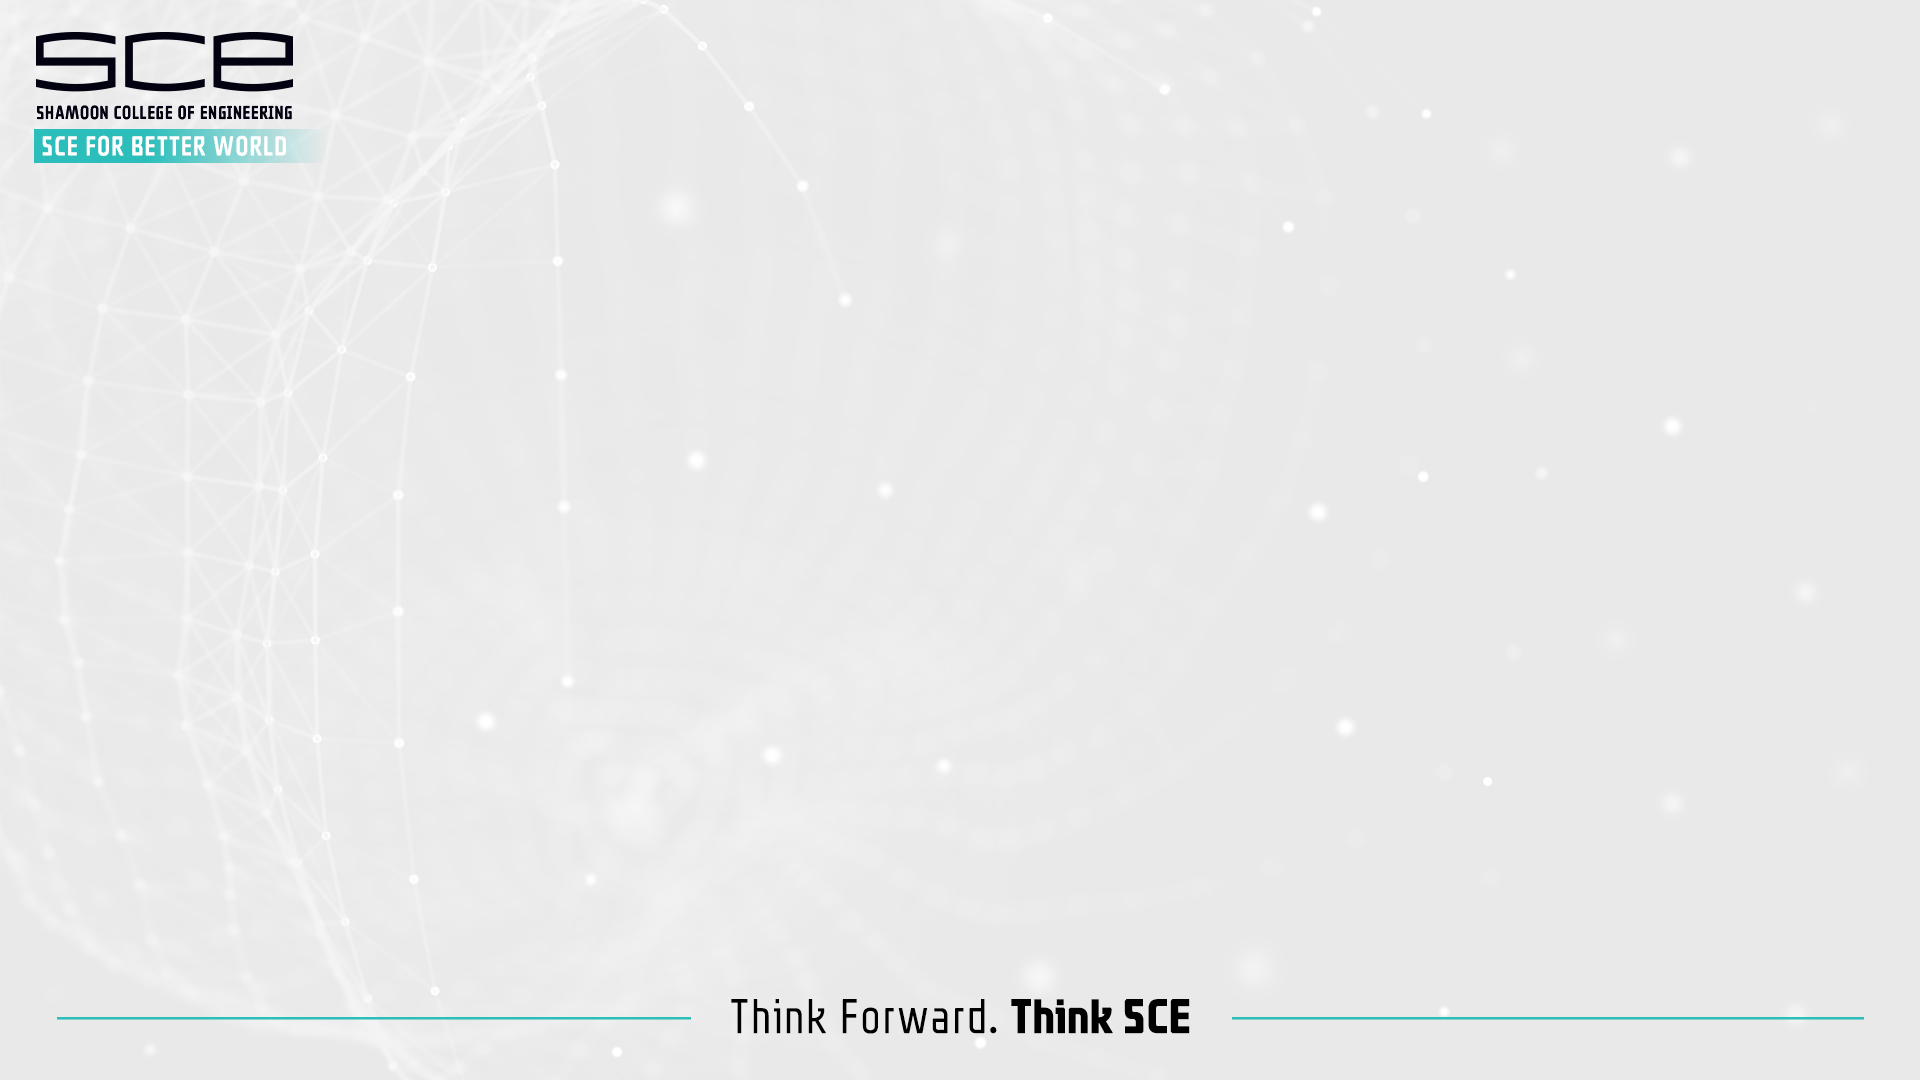 sce
SHAMOON COLLEGE OF ENGINEERING
SCE FOR BETTER WORLD
Think Forward. Think SCE